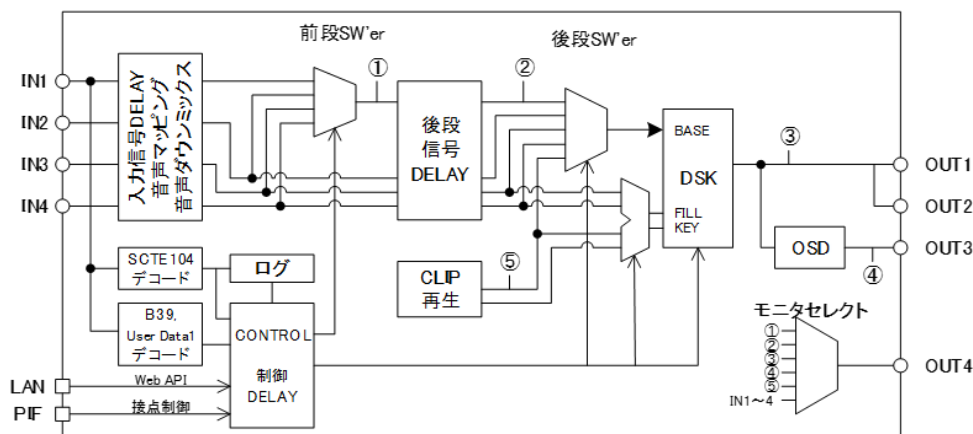 前段SW'er
後段SW'er
IN1
IN2
IN3
IN4
入力信号DELAY
音声マッピング
音声ダウンミックス
①
後段
信号
DELAY
②
BASE
DSK
FILL
KEY
③
OUT1
OUT2
OUT3
OSD
④
SCTE104
デコード
ログ
B39,
User Data1
デコード
CONTROL
制御
DELAY
CLIP
再生
⑤
モニタセレクト
①
②
③
④
⑤
IN1～4
OUT4
LAN
Web API
PIF
接点制御